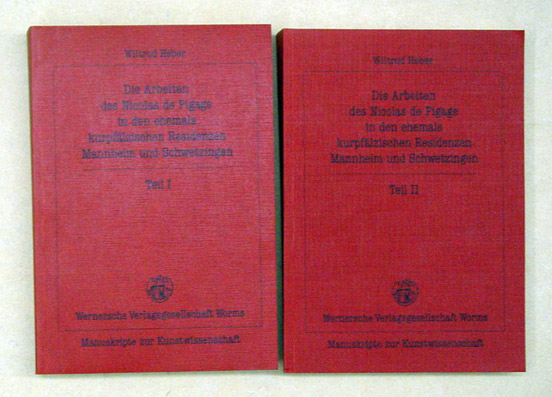 Wiltrud Heber
Die Arbeiten
des Nicolas de Pigage
in den ehemals
kurpfälzischen Residenzen
Mannheim und Schwetzingen
Teil I
Wernersche Verlagsgesellschaft Worms
Manuskripte zur Kunstwissenschaft
Wiltrud Heber
Die Arbeiten
des Nicolas de Pigage
in den ehemals
kurpfälzischen Residenzen
Mannheim und Schwetzingen
Teil II
Wernersche Verlagsgesellschaft Worms
Manuskripte zur Kunstwissenschaft